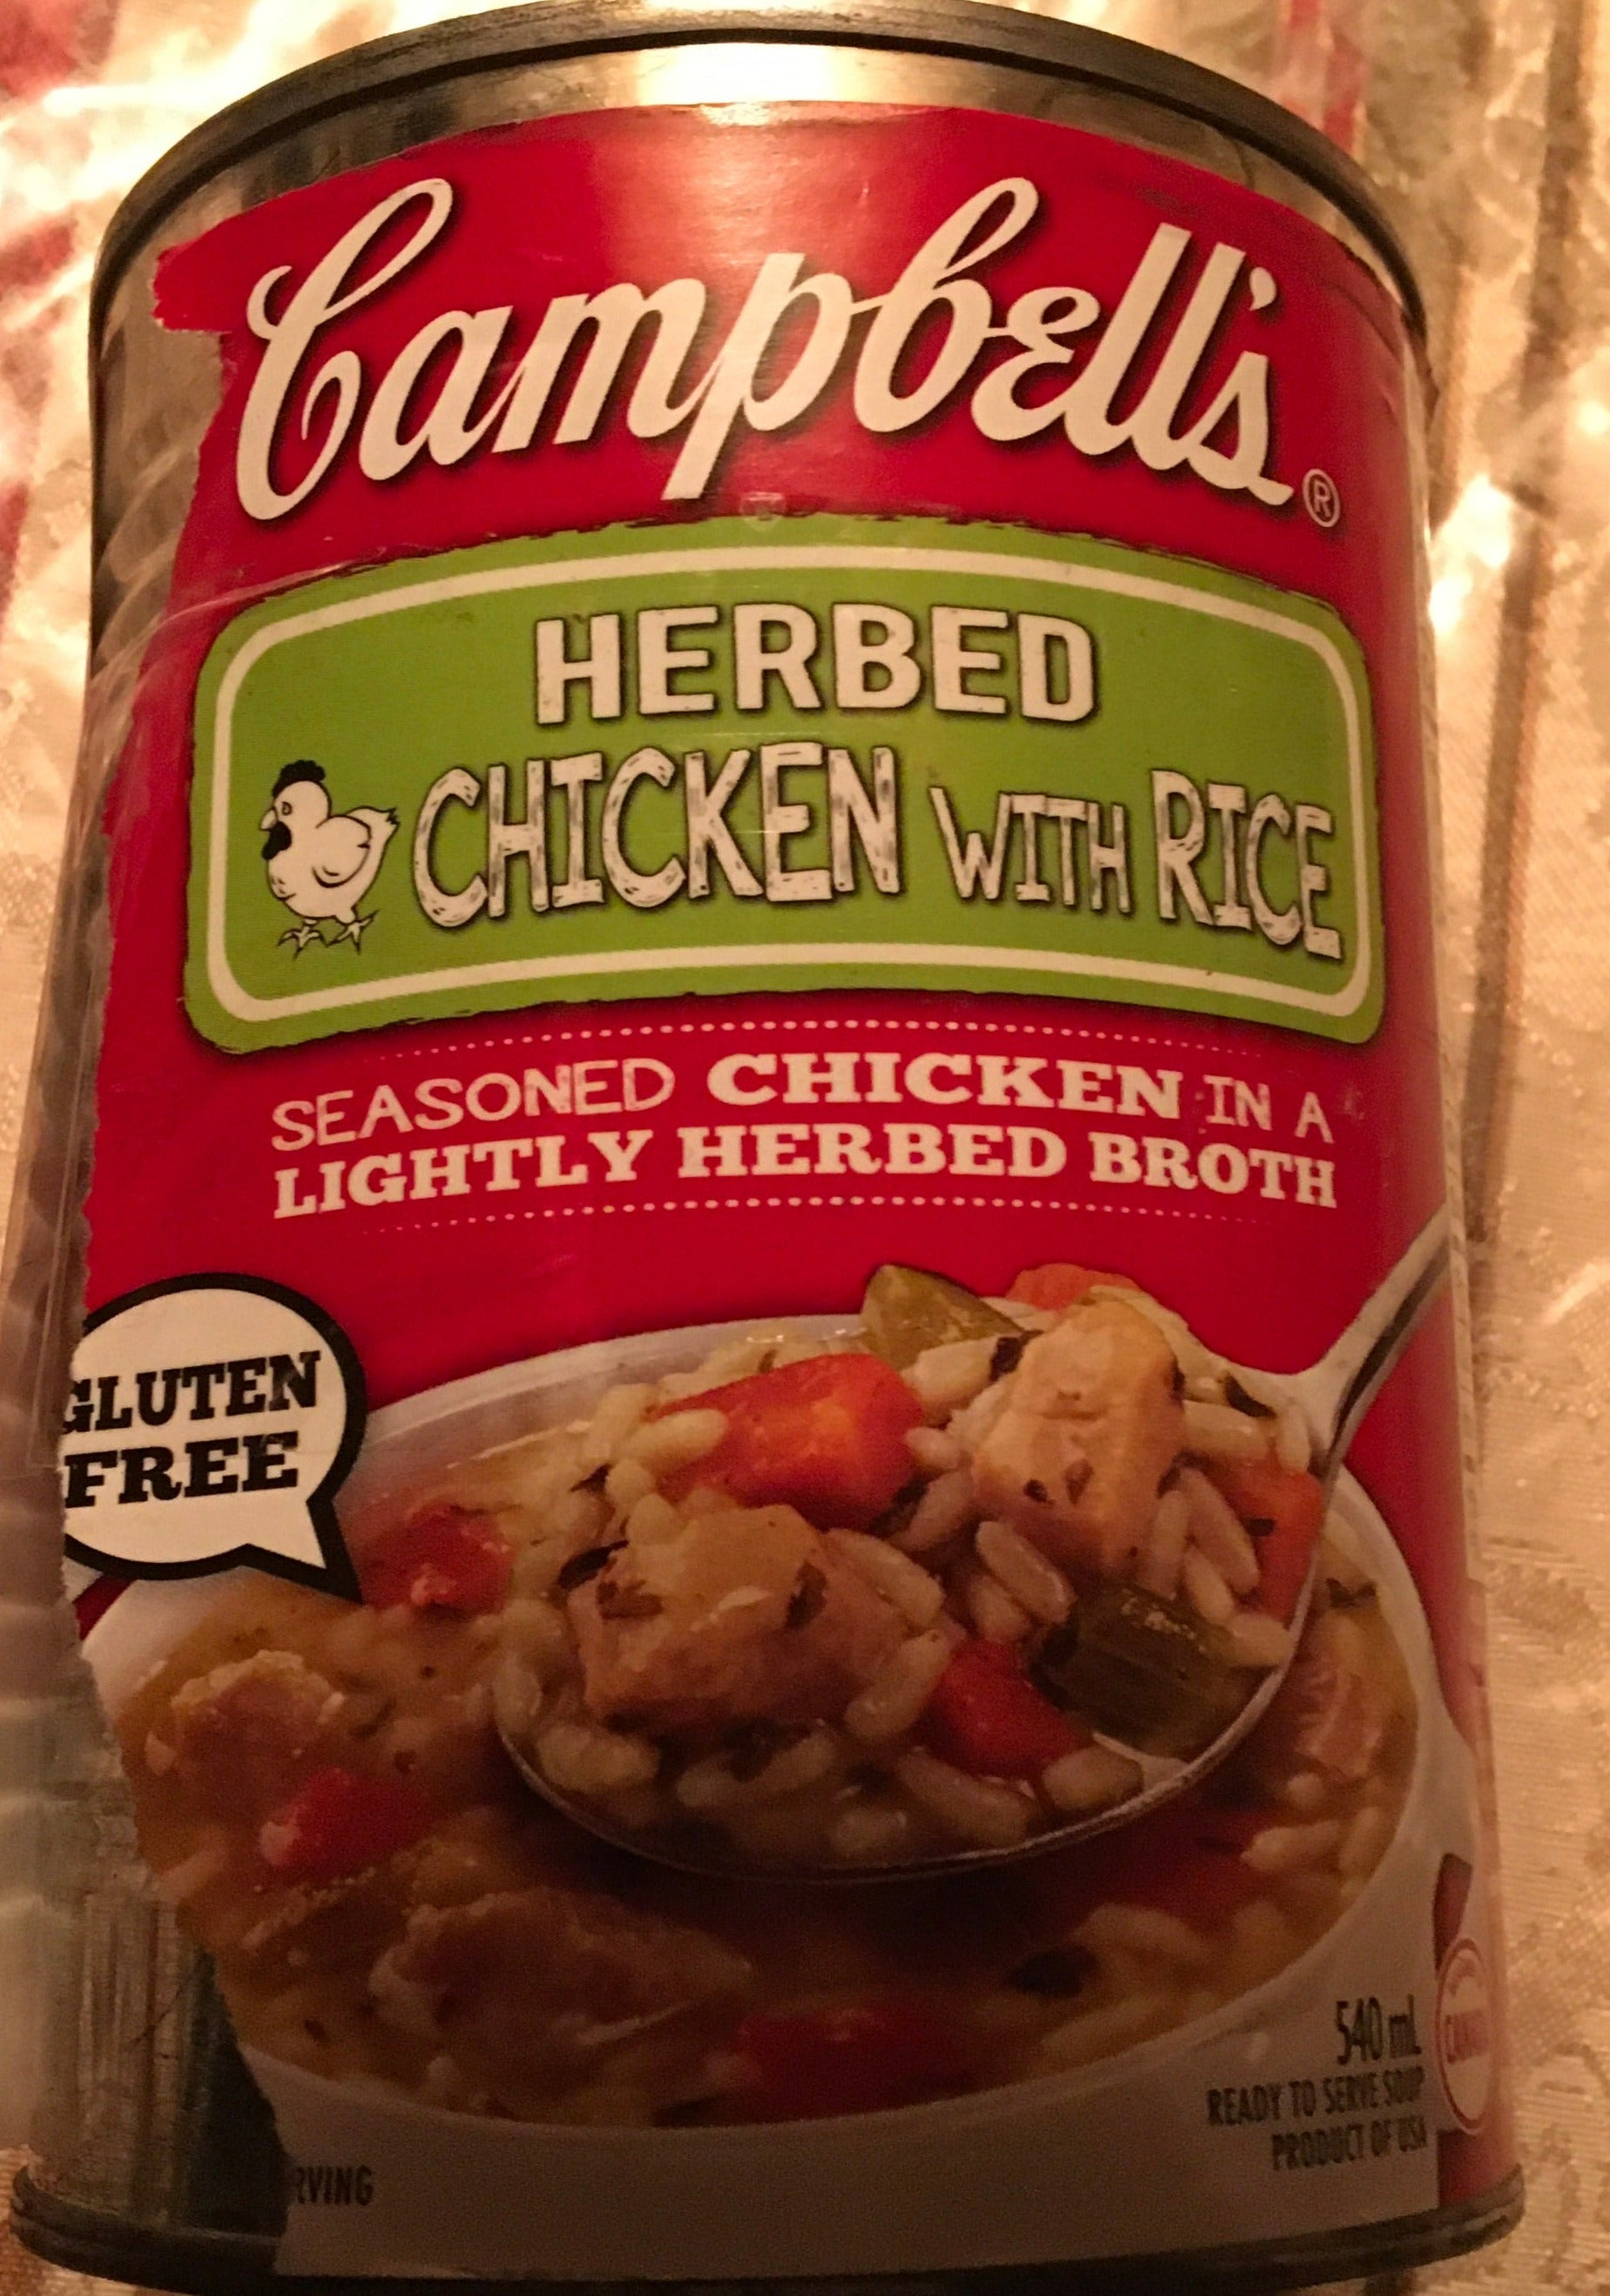 Campbell's®
HERBED
CHICKEN WITH RICE
SEASONED CHICKEN IN A
LIGHTLY HERBED BROTH
GLUTEN
FREE
540 mL
READY TO SERVE SOUP
PRODUCT OF USA
RVING